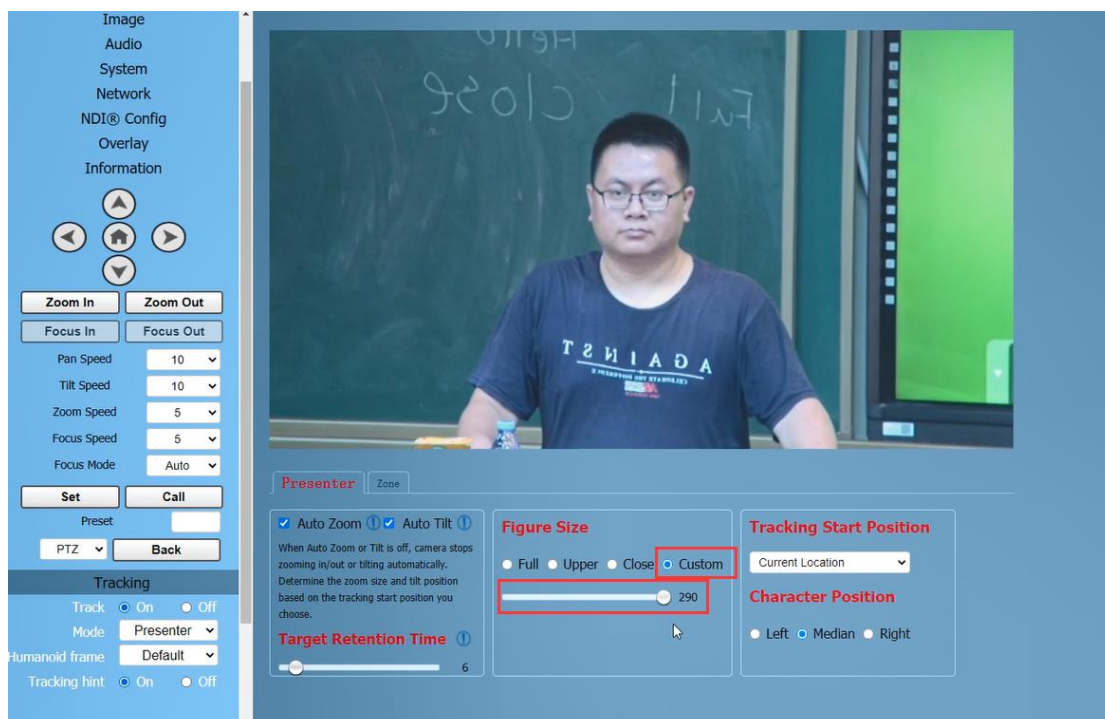 Image
Audio
System
Network
NDI® Config
Overlay
Information
Zoom In Zoom Out
Focus In Focus Out
Pan Speed 10
Tilt Speed 10
Zoom Speed 5
Focus Speed 5
Focus Mode Auto
Set Call
Preset
PTZ Back
Tracking
Track On Off
Mode Presenter
Humanoid frame Default
Tracking hint On Off
Hello
close Full
AGAINST
Presenter Zone
Auto Zoom Auto Tilt
When Auto Zoom or Tilt is off, camera stops
zooming in/out or tilting automatically.
Determine the zoom size and tilt position
based on the tracking start position you
choose.
Target Retention Time
6
Figure Size
Full Upper Close Custom
290
Tracking Start Position
Current Location
Character Position
Left Median Right